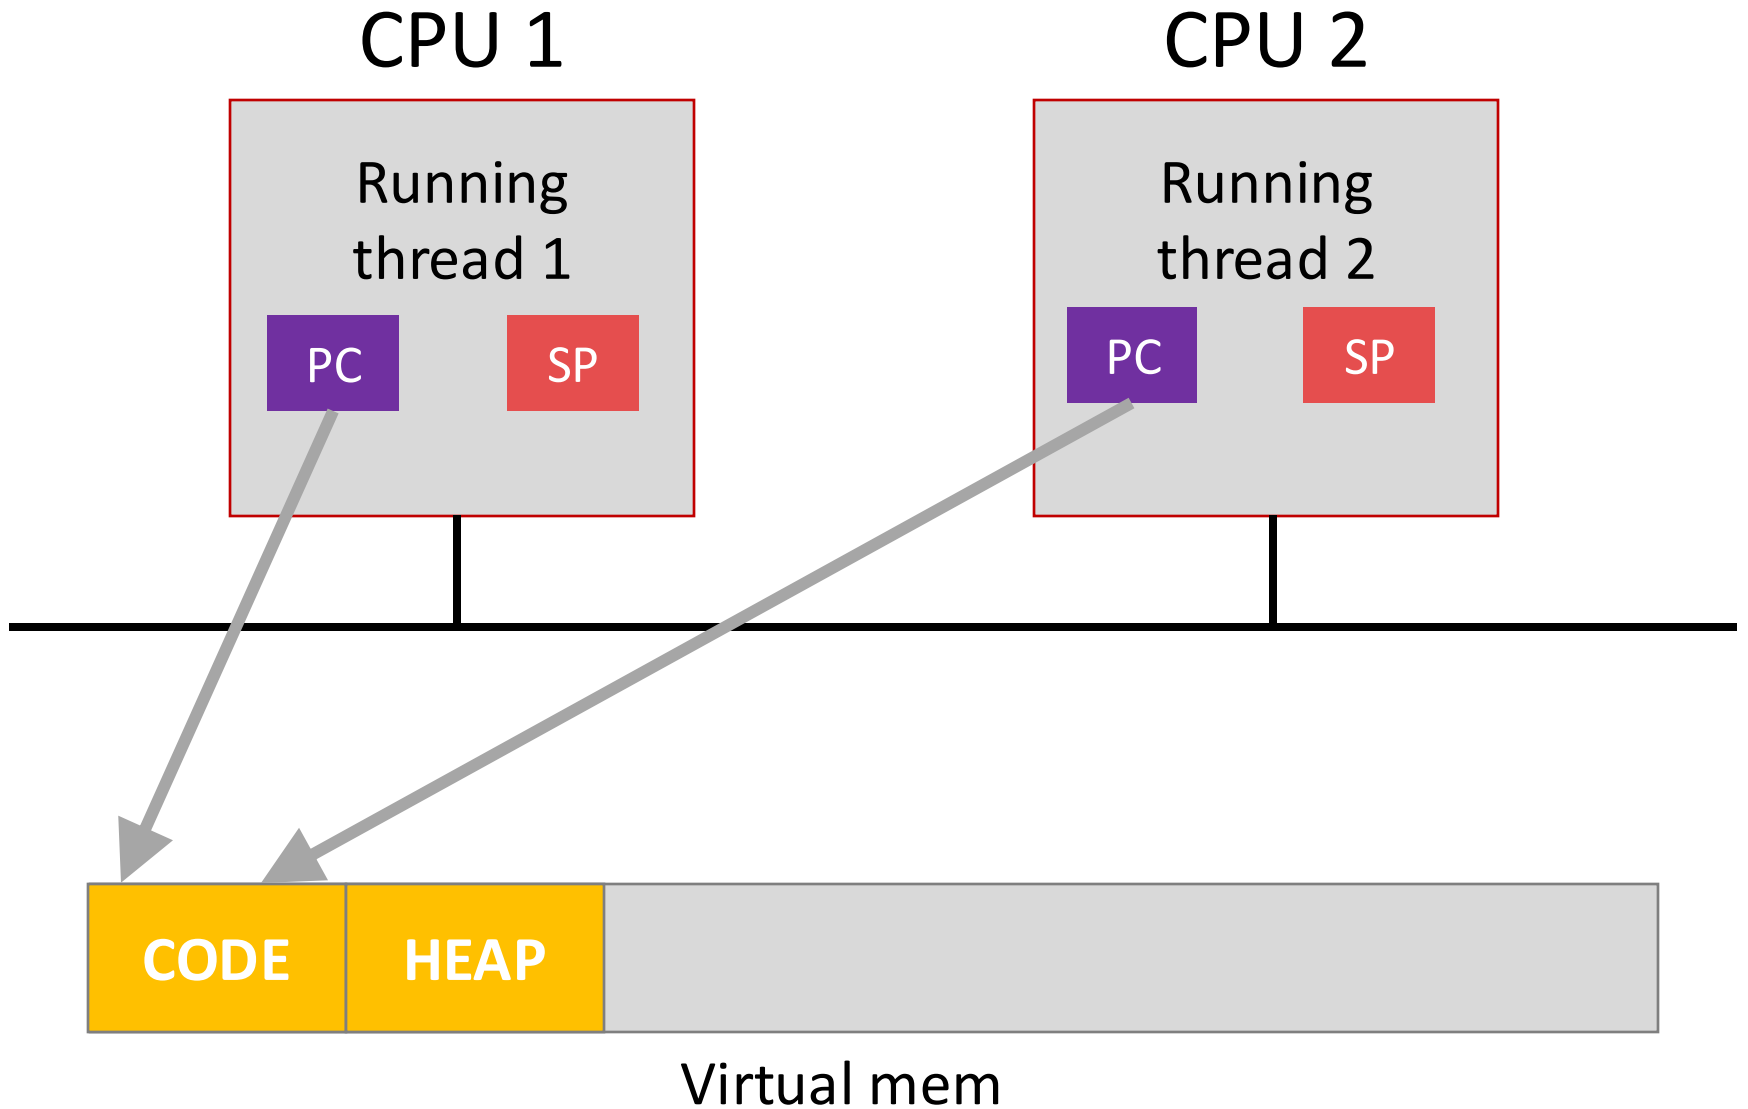 CPU 1
CPU 2
Running
thread 1
Running
thread 2
PC
SP
PC
SP
CODE
HEAP
Virtual mem